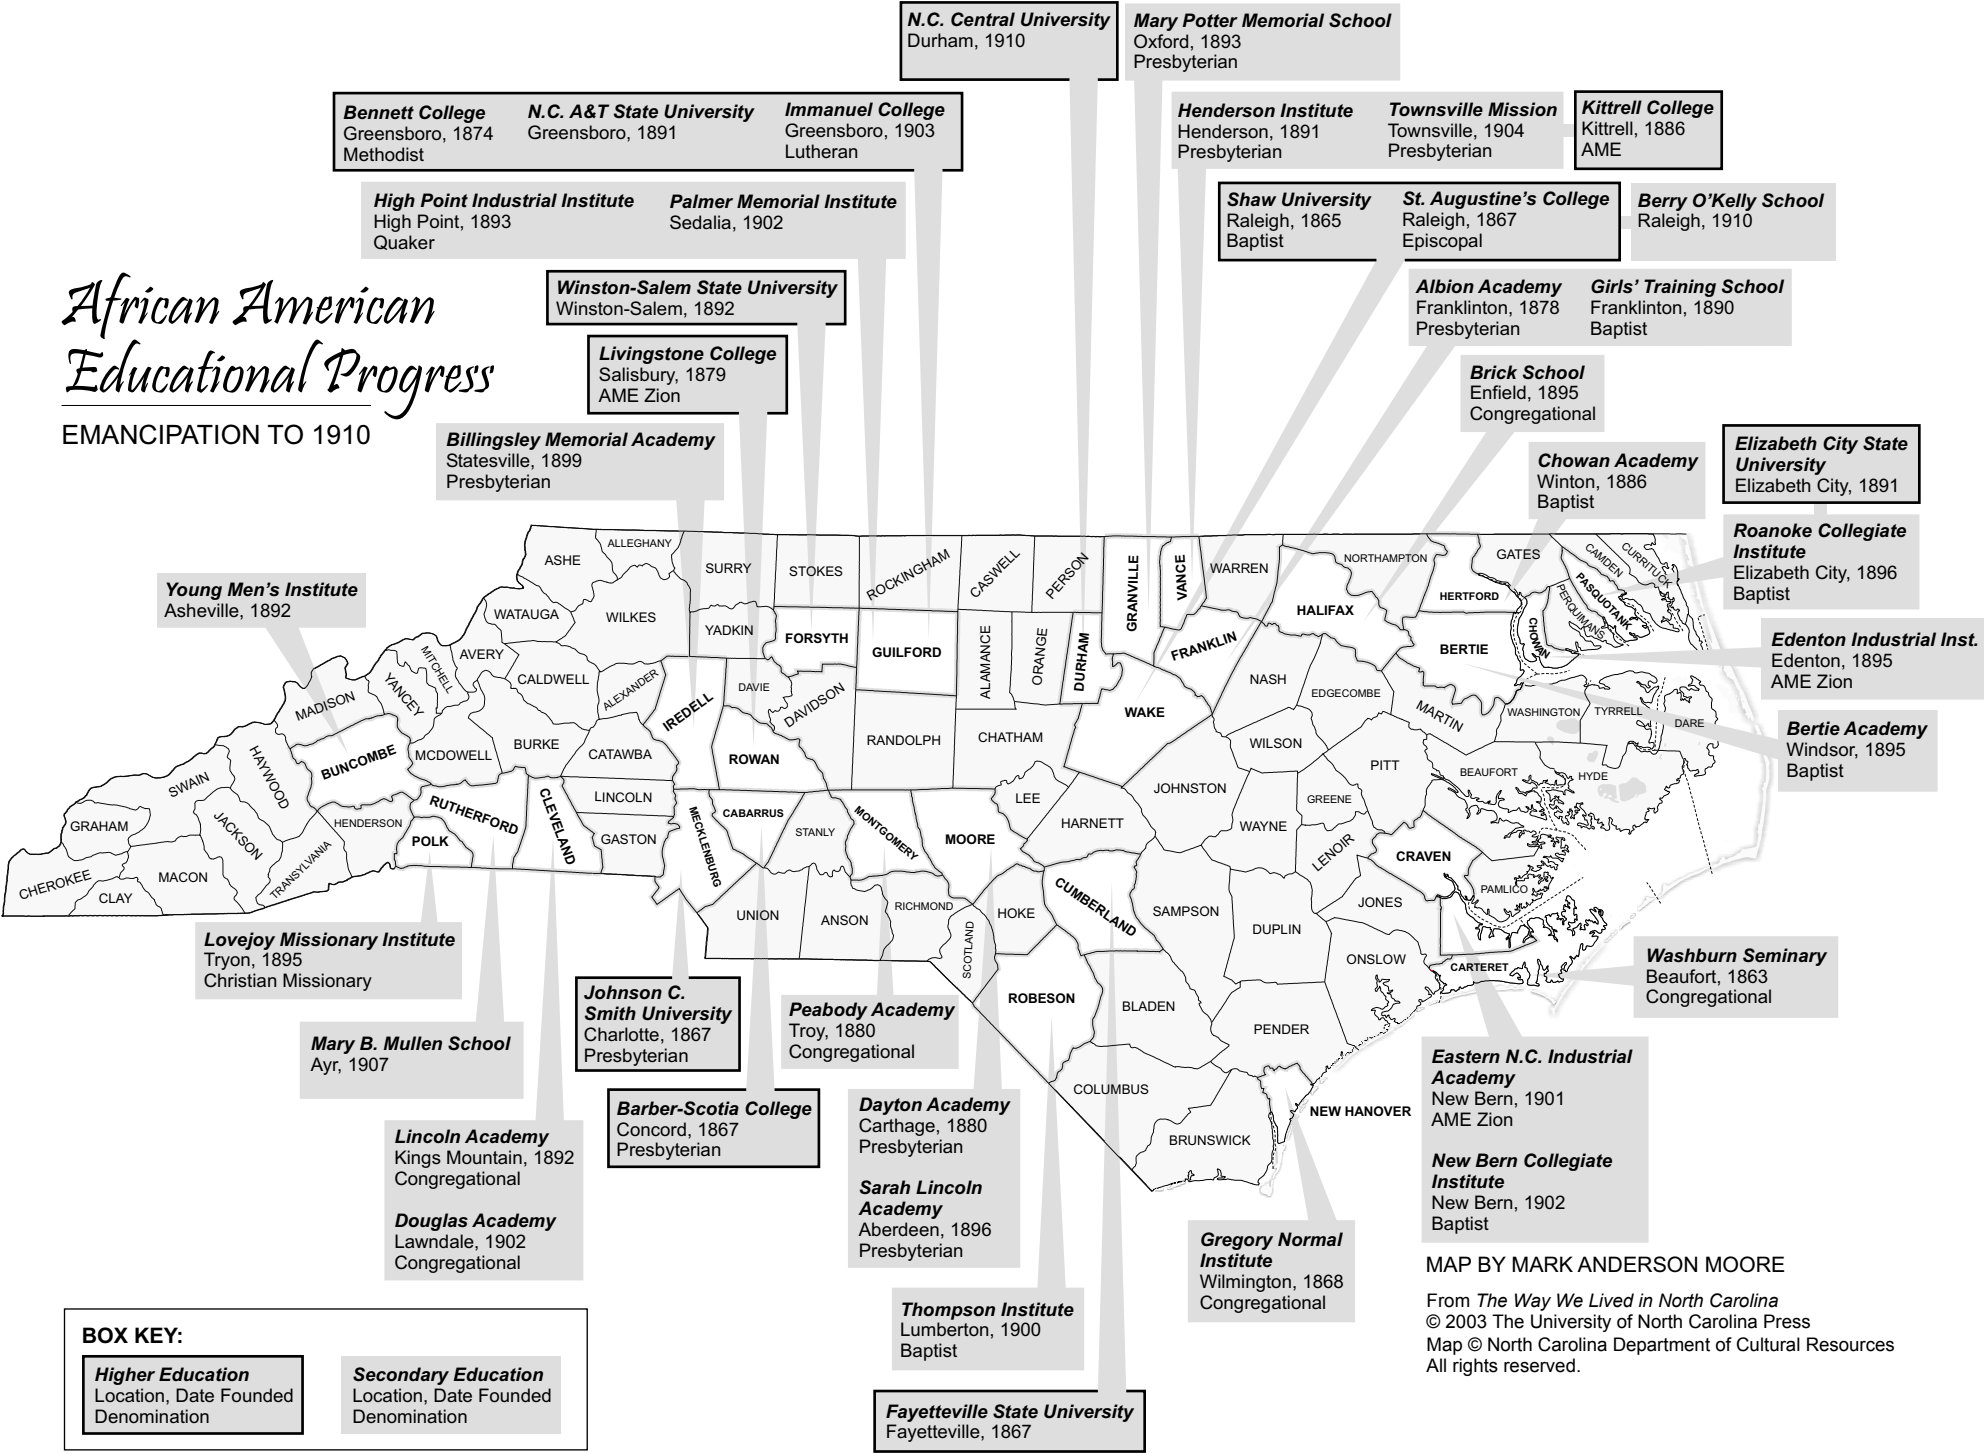 African American
Educational Progress
EMANCIPATION TO 1910
N.C. Central University
Durham, 1910
Mary Potter Memorial School
Oxford, 1893
Presbyterian
Bennett College
Greensboro, 1874
Methodist
N.C. A&T State University
Greensboro, 1891
Immanuel College
Greensboro, 1903
Lutheran
Henderson Institute
Henderson, 1891
Presbyterian
Townsville Mission
Townsville, 1904
Presbyterian
Kittrell College
Kittrell, 1886
AME
High Point Industrial Institute
High Point, 1893
Quaker
Palmer Memorial Institute
Sedalia, 1902
Shaw University
Raleigh, 1865
Baptist
St. Augustine's College
Raleigh, 1867
Episcopal
Berry O'Kelly School
Raleigh, 1910
Winston-Salem State University
Winston-Salem, 1892
Albion Academy
Franklinton, 1878
Presbyterian
Girls' Training School
Franklinton, 1890
Baptist
Livingstone College
Salisbury, 1879
AME Zion
Brick School
Enfield, 1895
Congregational
Billingsley Memorial Academy
Statesville, 1899
Presbyterian
Chowan Academy
Winton, 1886
Baptist
Elizabeth City State
University
Elizabeth City, 1891
Roanoke Collegiate
Institute
Elizabeth City, 1896
Baptist
Young Men's Institute
Asheville, 1892
Edenton Industrial Inst.
Edenton, 1895
AME Zion
Bertie Academy
Windsor, 1895
Baptist
ASHE
ALLEGHANY
SURRY
STOKES
ROCKINGHAM
CASWELL
PERSON
GRANVILLE
VANCE
WARREN
NORTHAMPTON
GATES
CAMDEN
CURRITUCK
PASQUOTANK
PERQUIMANS
CHOWAN
HERTFORD
HALIFAX
BERTIE
WATAUGA
WILKES
YADKIN
FORSYTH
GUILFORD
ALAMANCE
ORANGE
DURHAM
FRANKLIN
NASH
EDGECOMBE
MARTIN
WASHINGTON
TYRRELL
DARE
MITCHELL
AVERY
CALDWELL
ALEXANDER
IREDELL
DAVIE
DAVIDSON
WAKE
MADISON
YANCEY
BUNCOMBE
MCDOWELL
BURKE
CATAWBA
ROWAN
RANDOLPH
CHATHAM
WILSON
PITT
BEAUFORT
HYDE
HAYWOOD
SWAIN
GRAHAM
JACKSON
HENDERSON
RUTHERFORD
POLK
CLEVELAND
LINCOLN
GASTON
MECKLENBURG
CABARRUS
STANLY
MONTGOMERY
MOORE
LEE
HARNETT
JOHNSTON
WAYNE
GREENE
LENOIR
CRAVEN
PAMLICO
CHEROKEE
CLAY
MACON
TRANSYLVANIA
UNION
ANSON
RICHMOND
SCOTLAND
HOKE
CUMBERLAND
SAMPSON
DUPLIN
JONES
ONSLOW
CARTERET
ROBESON
BLADEN
PENDER
COLUMBUS
BRUNSWICK
NEW HANOVER
Lovejoy Missionary Institute
Tryon, 1895
Christian Missionary
Washburn Seminary
Beaufort, 1863
Congregational
Mary B. Mullen School
Ayr, 1907
Johnson C.
Smith University
Charlotte, 1867
Presbyterian
Peabody Academy
Troy, 1880
Congregational
Eastern N.C. Industrial
Academy
New Bern, 1901
AME Zion
New Bern Collegiate
Institute
New Bern, 1902
Baptist
Barber-Scotia College
Concord, 1867
Presbyterian
Dayton Academy
Carthage, 1880
Presbyterian
Sarah Lincoln
Academy
Aberdeen, 1896
Presbyterian
Lincoln Academy
Kings Mountain, 1892
Congregational
Douglas Academy
Lawndale, 1902
Congregational
Gregory Normal
Institute
Wilmington, 1868
Congregational
Thompson Institute
Lumberton, 1900
Baptist
Fayetteville State University
Fayetteville, 1867
BOX KEY:
Higher Education
Location, Date Founded
Denomination
Secondary Education
Location, Date Founded
Denomination
MAP BY MARK ANDERSON MOORE
From The Way We Lived in North Carolina
© 2003 The University of North Carolina Press
Map © North Carolina Department of Cultural Resources
All rights reserved.